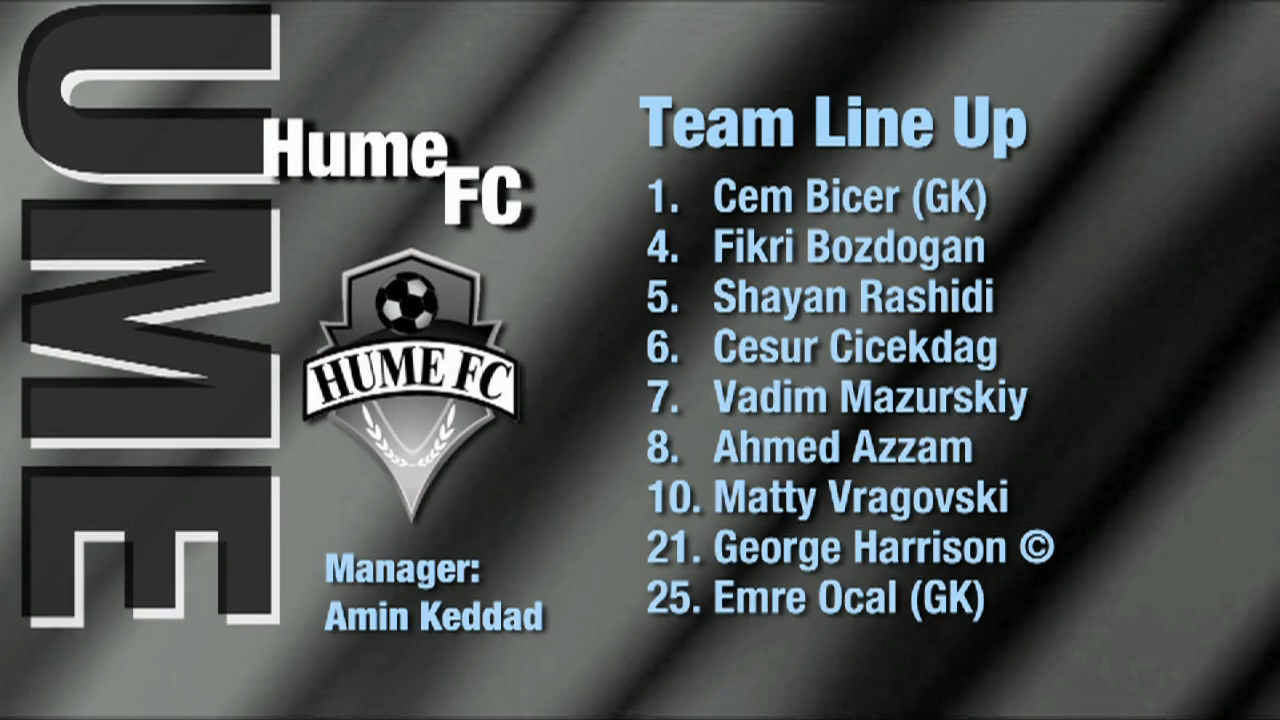 UME
Hume
FC
HUME FC
Manager:
Amin Keddad
Team Line Up
1. Cem Bicer (GK)
4. Fikri Bozdogan
5. Shayan Rashidi
6. Cesur Cicekdag
7. Vadim Mazurskiy
8. Ahmed Azzam
10. Matty Vragovski
21. George Harrison ©
25. Emre Ocal (GK)